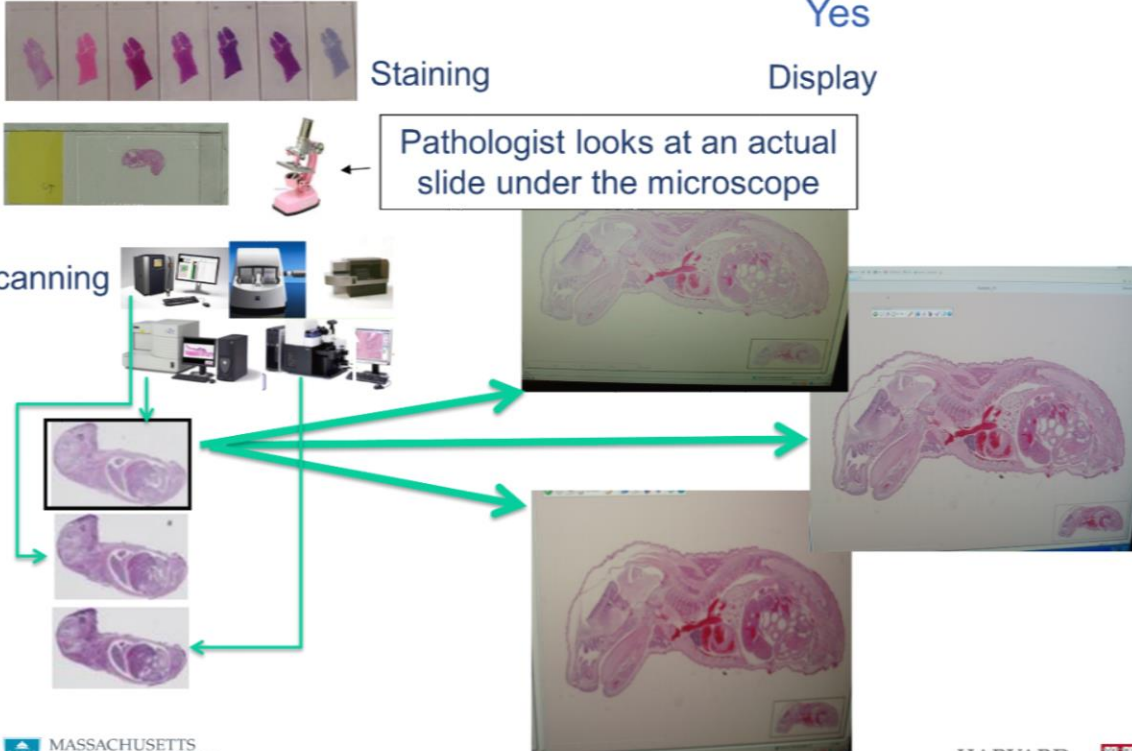 Yes
Staining
Display
Pathologist looks at an actual
slide under the microscope
canning
MASSACHUSETTS